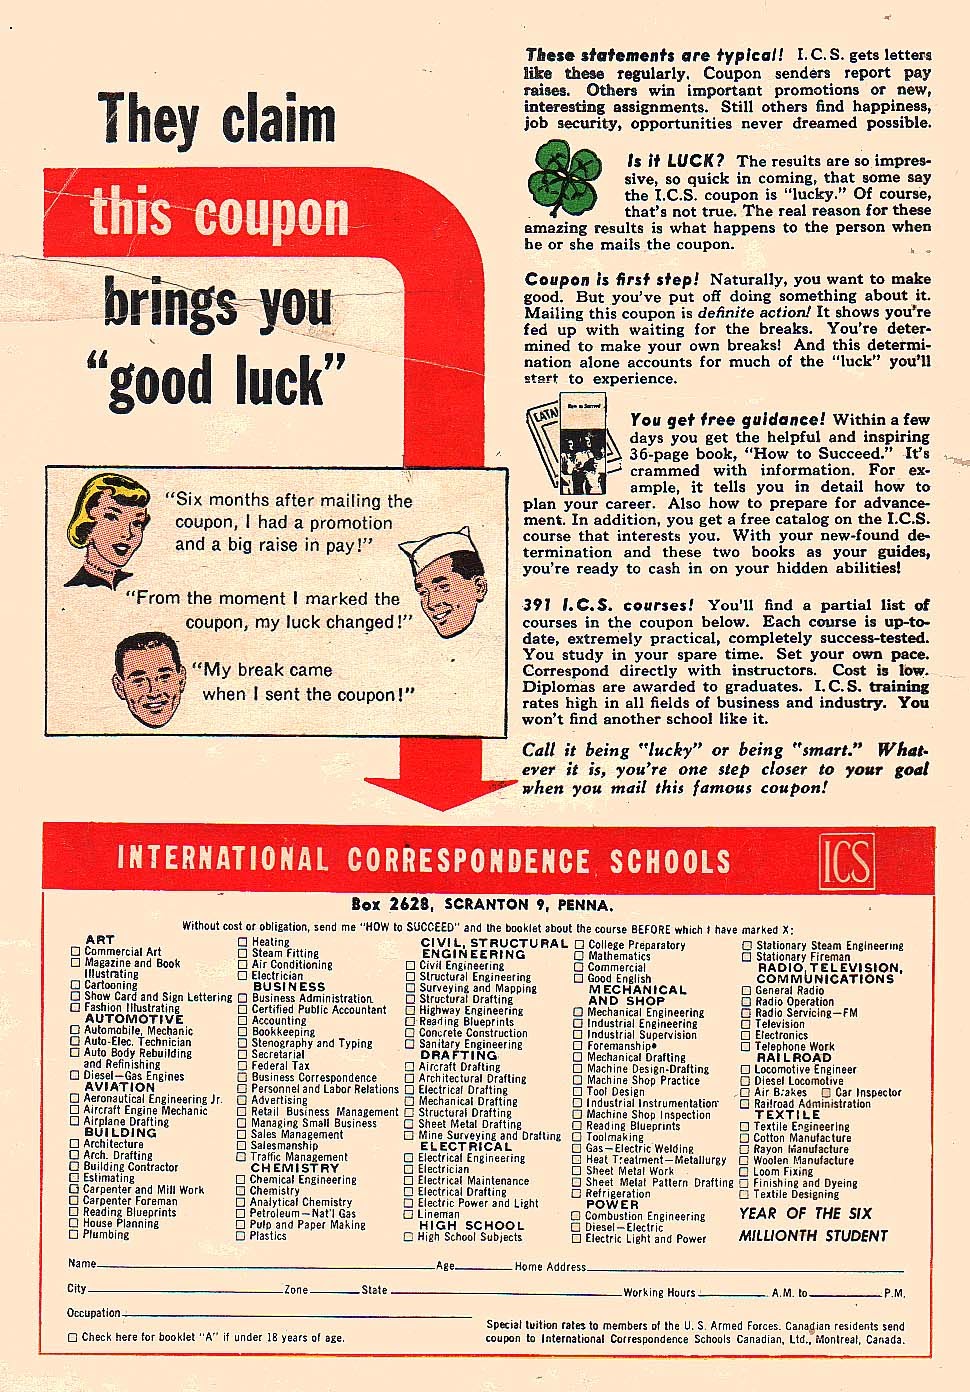 They claim
this coupon
brings you
"good luck"
"Six months after mailing the
coupon, I had a promotion
and a big raise in pay!"
"From the moment I marked the
coupon, my luck changed!"
"My break came
when I sent the coupon!"
These statements are typical! I.C.S. gets letters
like these regularly. Coupon senders report pay
raises. Others win important promotions or new,
interesting assignments. Still others find happiness,
job security, opportunities never dreamed possible.
Is it LUCK? The results are so impres-
sive, so quick in coming, that some say
the I.C.S. coupon is "lucky." Of course,
that's not true. The real reason for these
amazing results is what happens to the person when
he or she mails the coupon.
Coupon is first step! Naturally, you want to make
good. But you've put off doing something about it.
Mailing this coupon is definite action! It shows you're
fed up with waiting for the breaks. You're deter-
mined to make your own breaks! And this determi-
nation alone accounts for much of the "luck" you'll
start to experience.
How to Succeed
You get free guidance! Within a few
days you get the helpful and inspiring
36-page book, "How to Succeed." It's
crammed with information. For ex-
ample, it tells you in detail how to
plan your career. Also how to prepare for advance-
ment. In addition, you get a free catalog on the I.C.S.
course that interests you. With your new-found de-
termination and these two books as your guides,
you're ready to cash in on your hidden abilities!
391 I.C.S. courses! You'll find a partial list of
courses in the coupon below. Each course is up-to-
date, extremely practical, completely success-tested.
You study in your spare time. Set your own pace.
Correspond directly with instructors. Cost is low.
Diplomas are awarded to graduates. I.C.S. training
rates high in all fields of business and industry. You
won't find another school like it.
Call it being "lucky" or being "smart." What-
ever it is, you're one step closer to your goal
when you mail this famous coupon!
INTERNATIONAL CORRESPONDENCE SCHOOLS
ICS
Box 2628, SCRANTON 9, PENNA.
Without cost or obligation, send me "HOW to SUCCEED" and the booklet about the course BEFORE which I have marked X:
ART
Commercial Art
Magazine and Book
Illustrating
Cartooning
Show Card and Sign Lettering
Fashion Illustrating
AUTOMOTIVE
Automobile, Mechanic
Auto-Elec. Technician
Auto Body Rebuilding
and Refinishing
Diesel—Gas Engines
AVIATION
Aeronautical Engineering Jr.
Aircraft Engine Mechanic
Airplane Drafting
BUILDING
Architecture
Arch. Drafting
Building Contractor
Estimating
Carpenter and Mill Work
Carpenter Foreman
Reading Blueprints
House Planning
Plumbing
Heating
Steam Fitting
Air Conditioning
Electrician
BUSINESS
Business Administration
Certified Public Accountant
Accounting
Bookkeeping
Stenography and Typing
Secretarial
Federal Tax
Business Correspondence
Personnel and Labor Relations
Advertising
Retail Business Management
Managing Small Business
Sales Management
Salesmanship
Traffic Management
CHEMISTRY
Chemical Engineering
Chemistry
Analytical Chemistry
Petroleum—Nat'l Gas
Pulp and Paper Making
Plastics
CIVIL, STRUCTURAL
ENGINEERING
Civil Engineering
Structural Engineering
Surveying and Mapping
Structural Drafting
Highway Engineering
Reading Blueprints
Concrete Construction
Sanitary Engineering
DRAFTING
Aircraft Drafting
Architectural Drafting
Electrical Drafting
Mechanical Drafting
Structural Drafting
Sheet Metal Drafting
Mine Surveying and Drafting
ELECTRICAL
Electrical Engineering
Electrician
Electrical Maintenance
Electrical Drafting
Electric Power and Light
Lineman
HIGH SCHOOL
High School Subjects
College Preparatory
Mathematics
Commercial
Good English
MECHANICAL
AND SHOP
Mechanical Engineering
Industrial Engineering
Industrial Supervision
Foremanship
Mechanical Drafting
Machine Design-Drafting
Machine Shop Practice
Tool Design
Industrial Instrumentation
Machine Shop Inspection
Reading Blueprints
Toolmaking
Gas—Electric Welding
Heat Treatment—Metallurgy
Sheet Metal Work
Sheet Metal Pattern Drafting
Refrigeration
POWER
Combustion Engineering
Diesel—Electric
Electric Light and Power
Stationary Steam Engineering
Stationary Fireman
RADIO, TELEVISION,
COMMUNICATIONS
General Radio
Radio Operation
Radio Servicing—FM
Television
Electronics
Telephone Work
RAILROAD
Locomotive Engineer
Diesel Locomotive
Air Brakes Car Inspector
Railroad Administration
TEXTILE
Textile Engineering
Cotton Manufacture
Rayon Manufacture
Woolen Manufacture
Loom Fixing
Finishing and Dyeing
Textile Designing
YEAR OF THE SIX
MILLIONTH STUDENT
Name Age Home Address
City Zone State Working Hours A.M. to P.M.
Occupation
Check here for booklet "A" if under 18 years of age.
Special tuition rates to members of the U. S. Armed Forces. Canadian residents send
coupon to International Correspondence Schools Canadian, Ltd., Montreal, Canada.